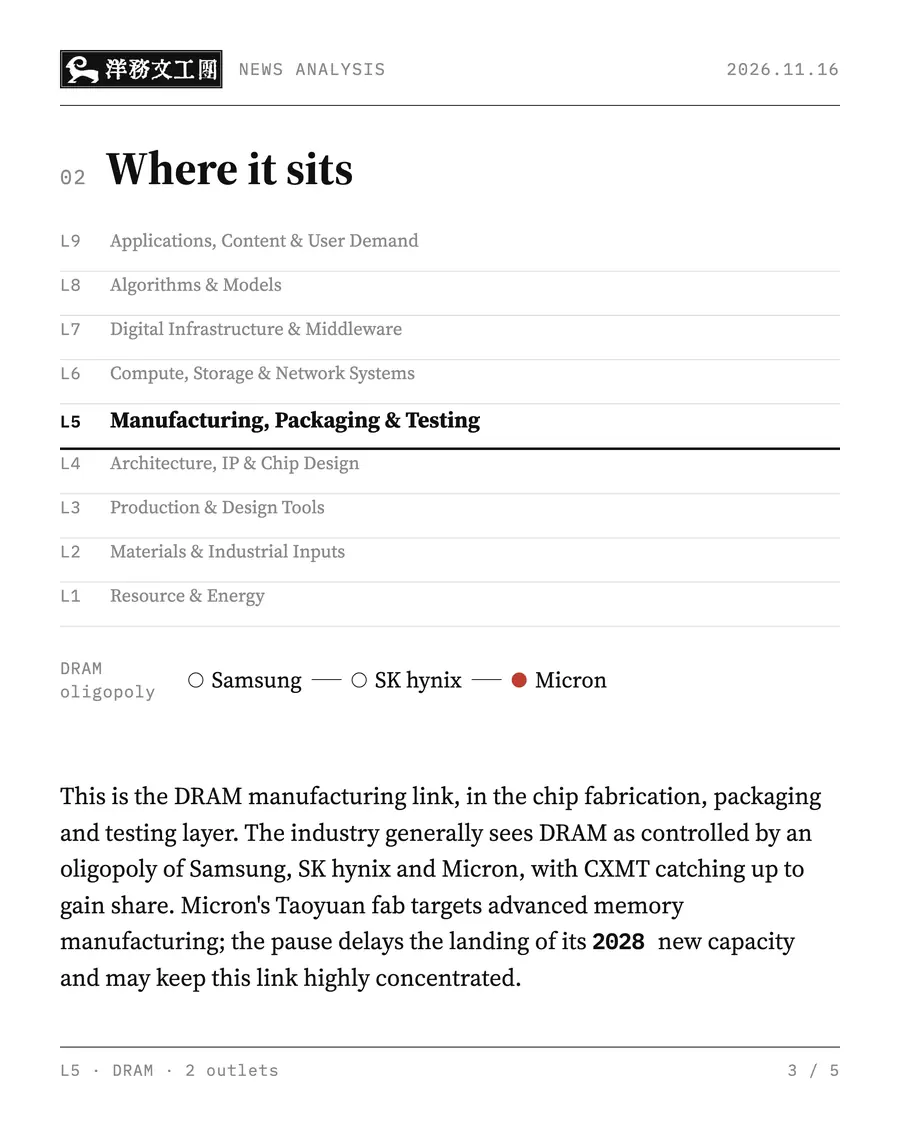 洋務文工團 NEWS ANALYSIS 2026.11.16
02 Where it sits
L9 Applications, Content & User Demand
L8 Algorithms & Models
L7 Digital Infrastructure & Middleware
L6 Compute, Storage & Network Systems
L5 Manufacturing, Packaging & Testing
L4 Architecture, IP & Chip Design
L3 Production & Design Tools
L2 Materials & Industrial Inputs
L1 Resource & Energy
DRAM
oligopoly
Samsung — SK hynix — Micron
This is the DRAM manufacturing link, in the chip fabrication, packaging
and testing layer. The industry generally sees DRAM as controlled by an
oligopoly of Samsung, SK hynix and Micron, with CXMT catching up to
gain share. Micron's Taoyuan fab targets advanced memory
manufacturing; the pause delays the landing of its 2028 new capacity
and may keep this link highly concentrated.
L5 · DRAM · 2 outlets 3 / 5